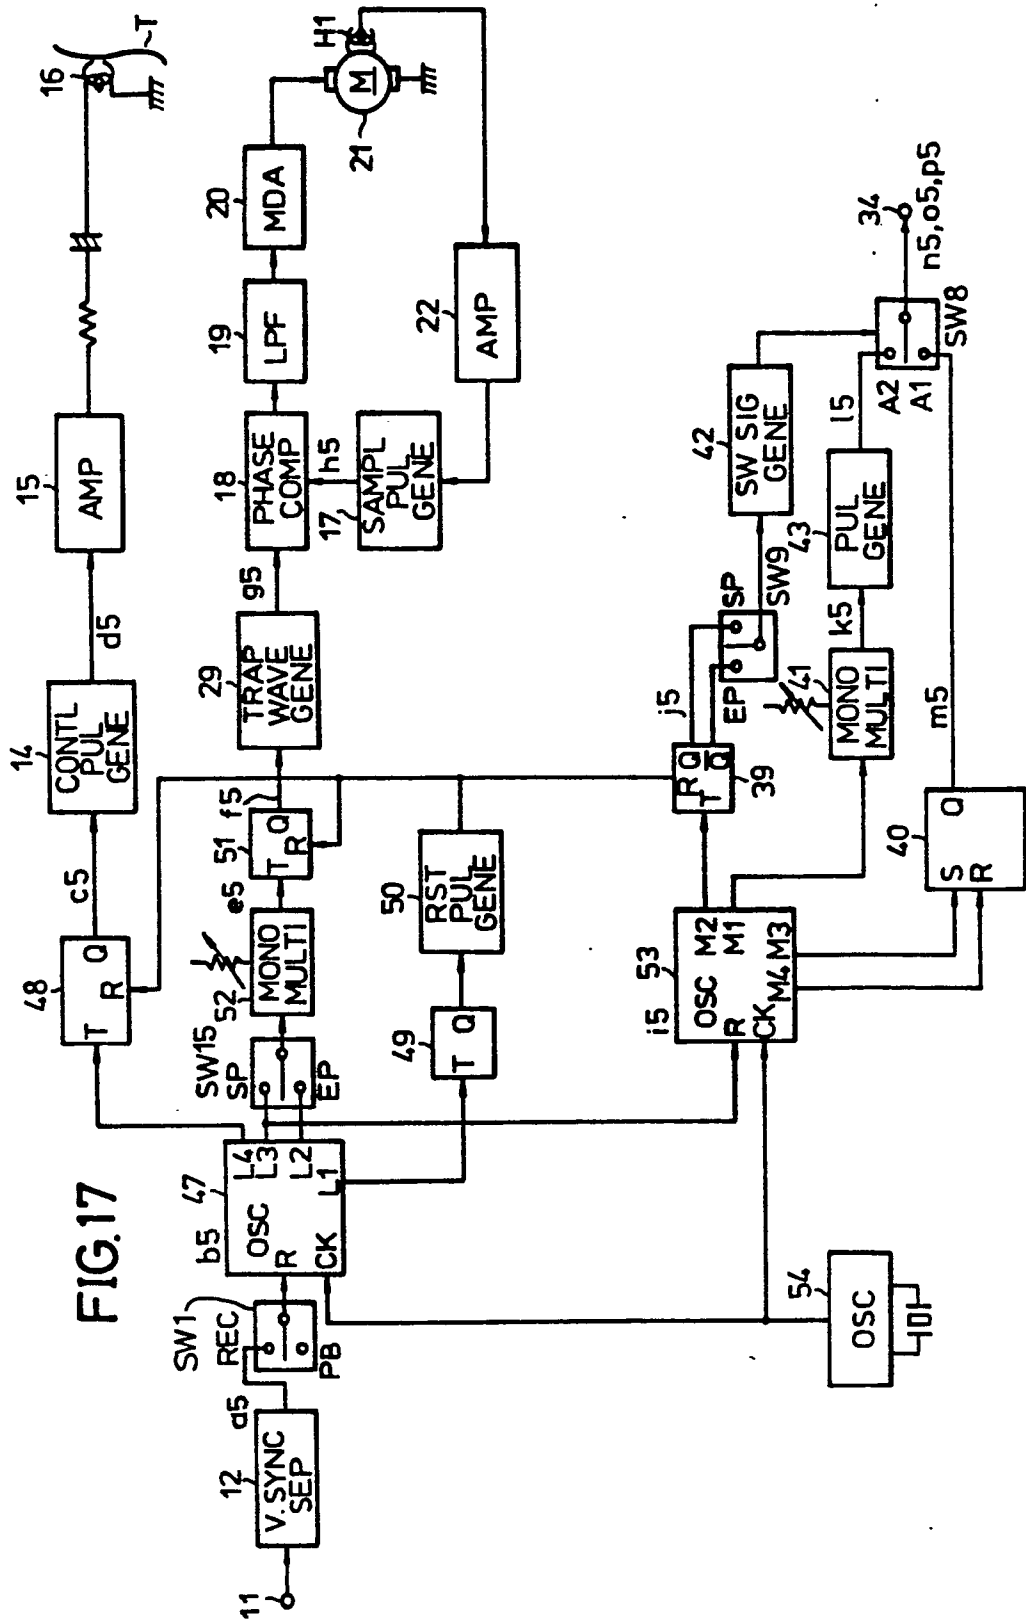 FIG.17
11
12
V. SYNC
SEP
a5
SW1
REC
PB
b5
47
OSC
R
CK
L4
L3
L2
L1
SW15
SP
EP
52
MONO
MULTI
e5
51
T
Q
R
f5
29
TRAP
WAVE
GENE
g5
18
PHASE
COMP
19
LPF
20
MDA
M
21
H1
22
AMP
17
SAMPL
PUL
GENE
h5
48
T
Q
R
c5
14
CONTL
PUL
GENE
d5
15
AMP
16
T
49
T
Q
50
RST
PUL
GENE
54
OSC
i5
53
OSC
R
CK
M2
M1
M4
M3
39
R
Q
T
Q̅
j5
EP
SP
SW9
42
SW SIG
GENE
41
MONO
MULTI
k5
43
PUL
GENE
l5
A2
A1
SW8
34
n5,o5,p5
40
S
R
Q
m5